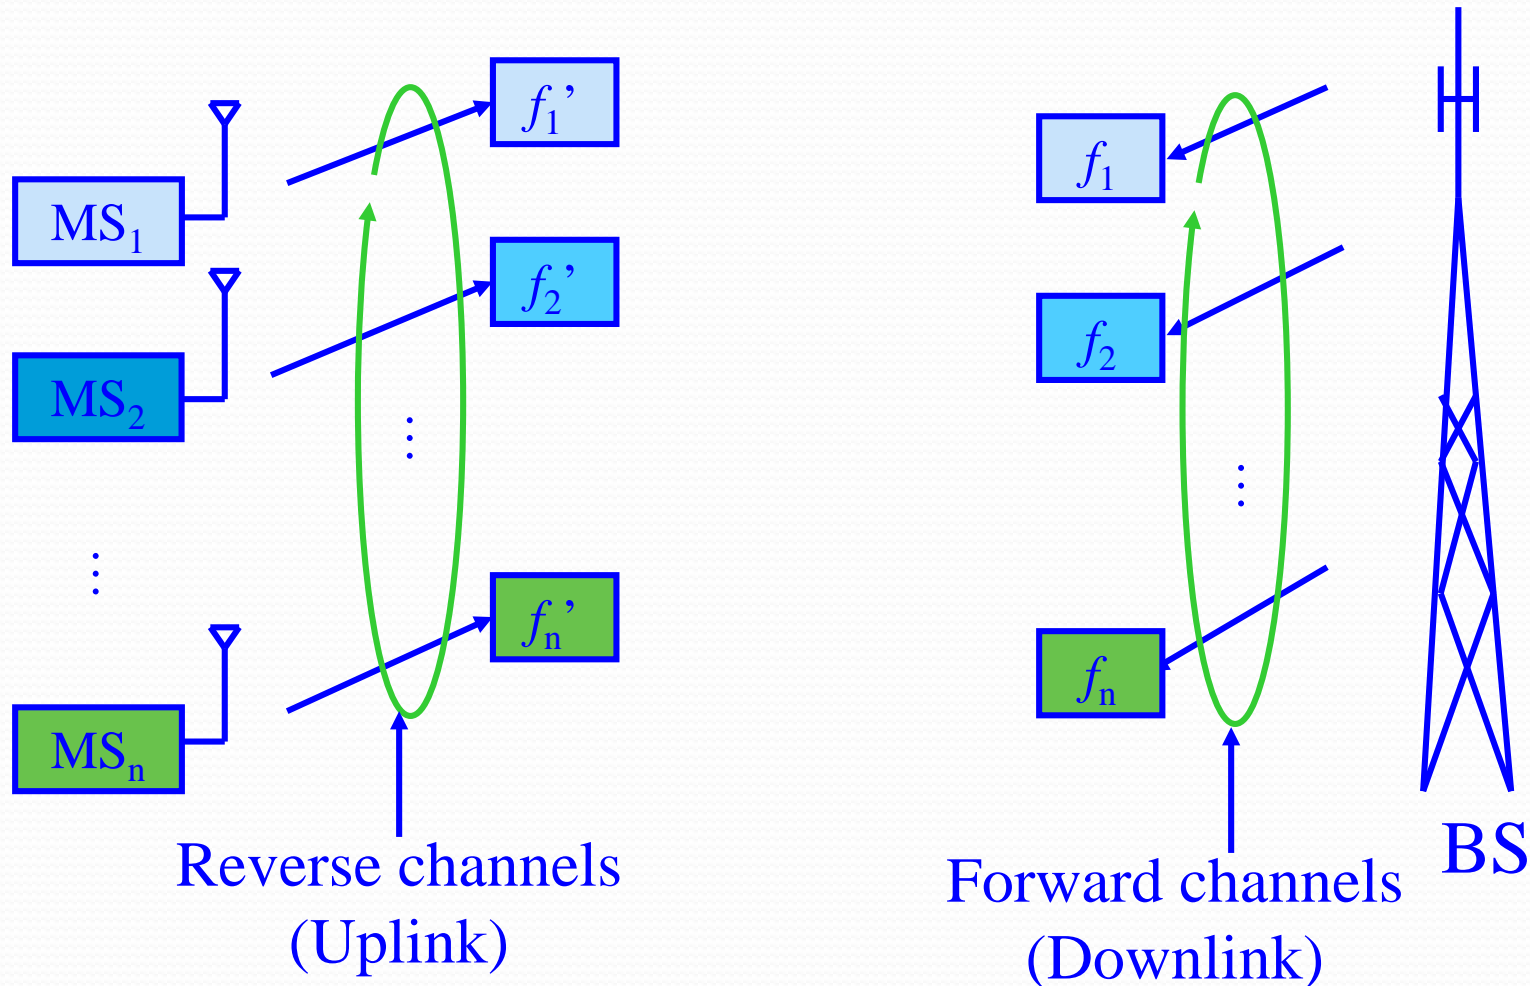 f₁’
f₁
MS₁
f₂’
f₂
MS₂
⋮
⋮
⋮
fₙ’
fₙ
MSₙ
BS
Reverse channels
(Uplink)
Forward channels
(Downlink)